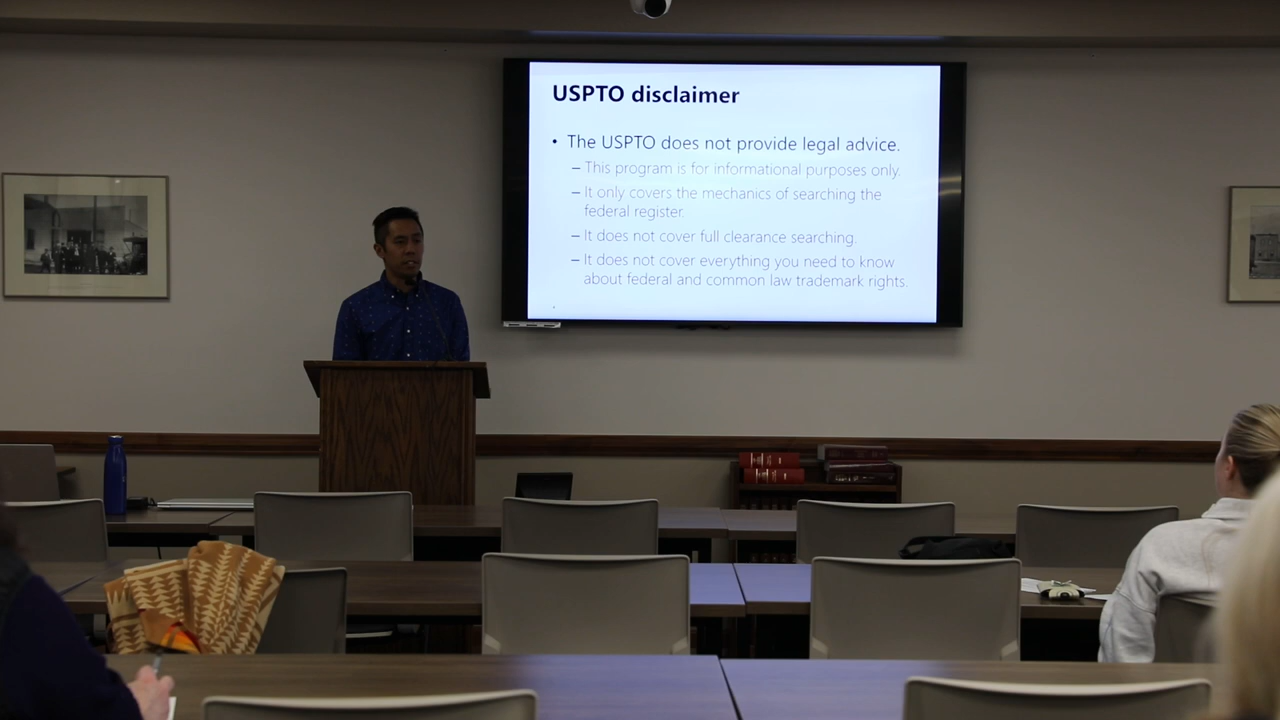 USPTO disclaimer
• The USPTO does not provide legal advice.
– This program is for informational purposes only.
– It only covers the mechanics of searching the
federal register.
– It does not cover full clearance searching.
– It does not cover everything you need to know
about federal and common law trademark rights.